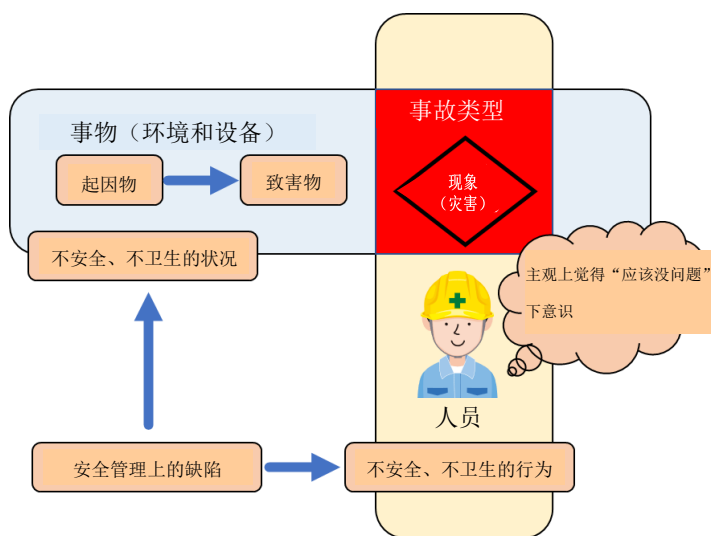 事故类型
事物（环境和设备）
起因物
致害物
现象
（灾害）
不安全、不卫生的状况
主观上觉得“应该没问题”
下意识
人员
安全管理上的缺陷
不安全、不卫生的行为